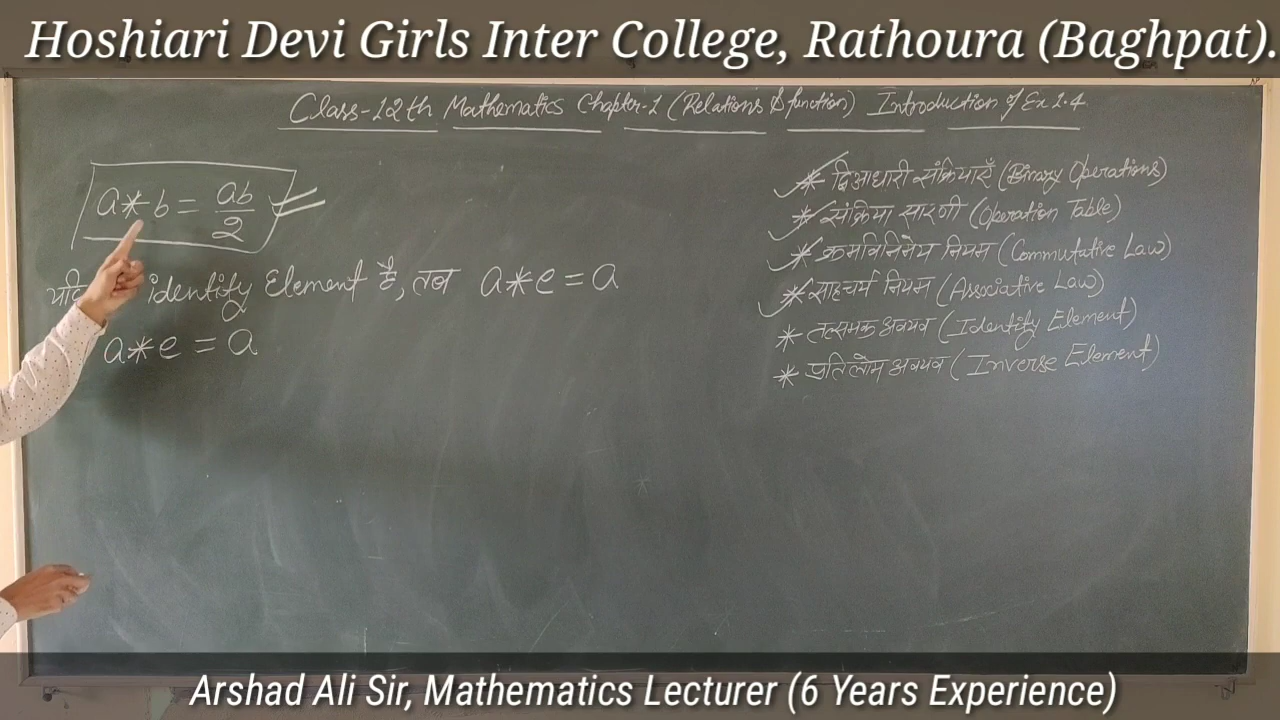 Hoshiari Devi Girls Inter College, Rathoura (Baghpat).
Class-12th Mathematics Chapter-1 (Relations & function) Introduction of Ex 1.4
a * b = ab/2
यदि identify Element है, तब a * e = a
a * e = a
* द्विआधारी संक्रियाएँ (Binary Operations)
* संक्रिया सारणी (Operation Table)
* क्रमविनिमेय नियम (Commutative Law)
* साहचर्य नियम (Associative Law)
* तत्समक अवयव (Identify Element)
* प्रतिलोम अवयव (Inverse Element)
Arshad Ali Sir, Mathematics Lecturer (6 Years Experience)